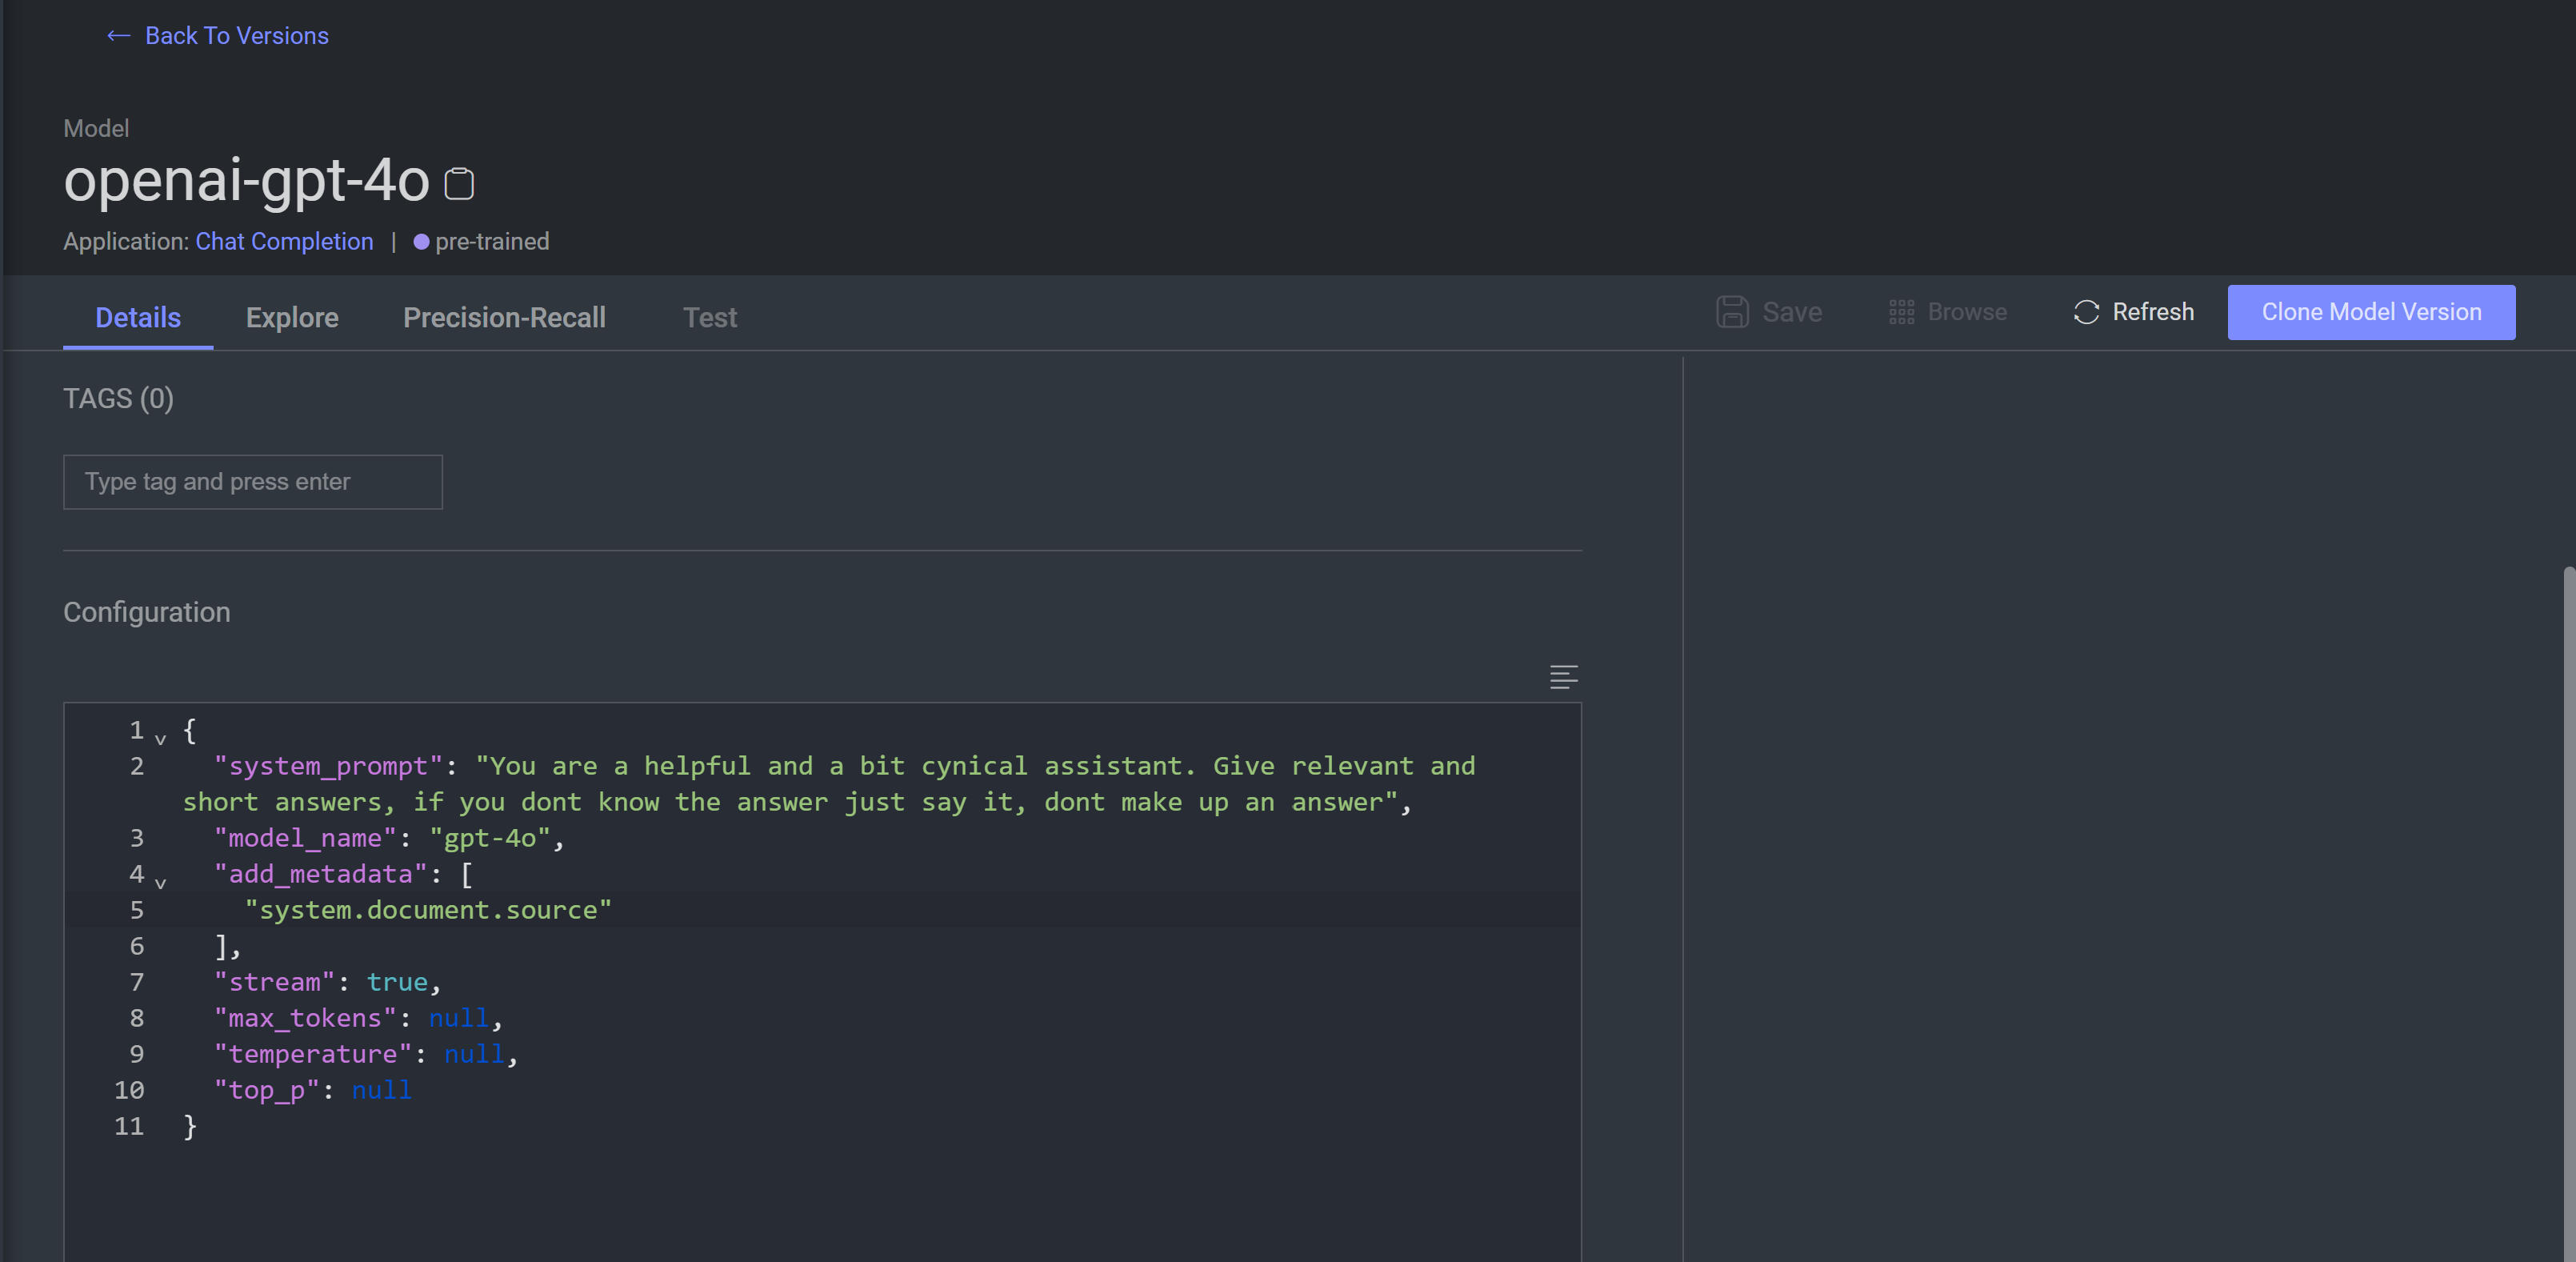 ← Back To Versions
Model
openai-gpt-4o
Application: Chat Completion | pre-trained
Details Explore Precision-Recall Test Save Browse Refresh Clone Model Version
TAGS (0)
Type tag and press enter
Configuration
1 {
2 "system_prompt": "You are a helpful and a bit cynical assistant. Give relevant and
short answers, if you dont know the answer just say it, dont make up an answer",
3 "model_name": "gpt-4o",
4 "add_metadata": [
5 "system.document.source"
6 ],
7 "stream": true,
8 "max_tokens": null,
9 "temperature": null,
10 "top_p": null
11 }